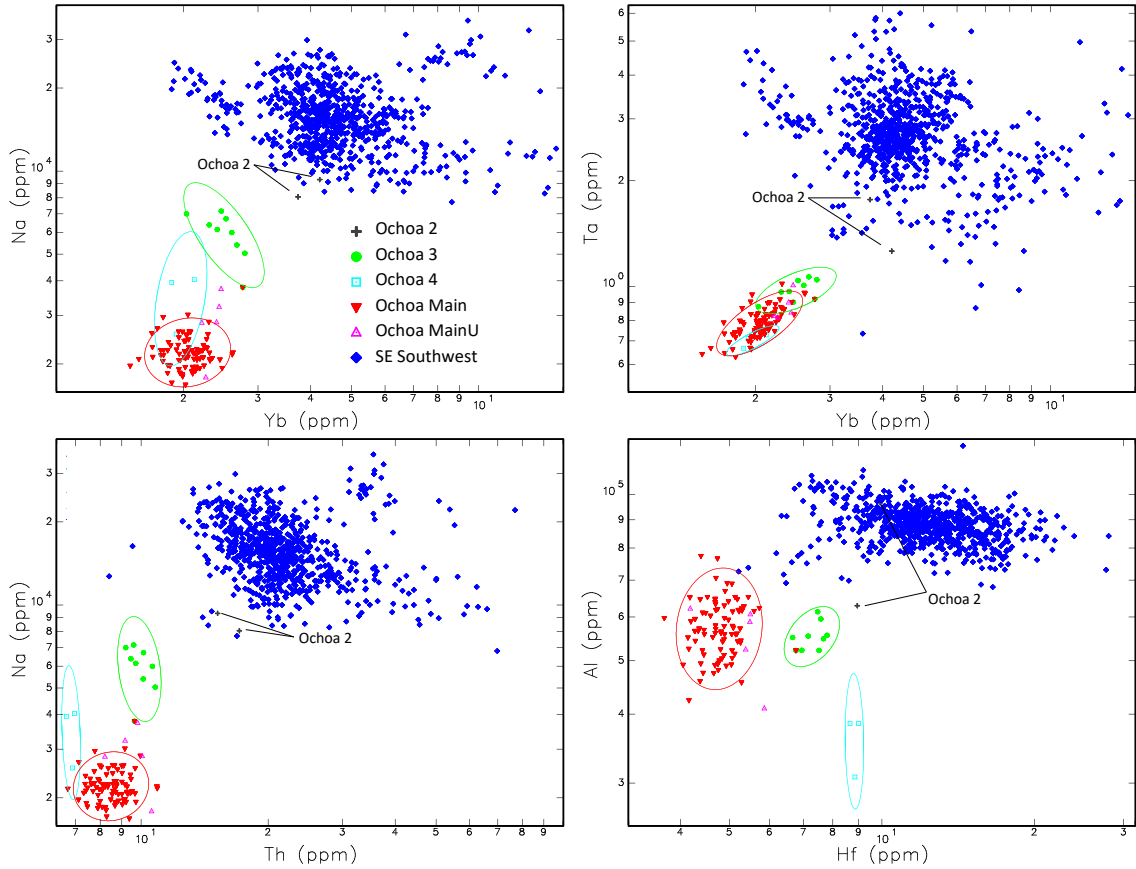 Na (ppm)
3
2
10⁴
9
8
7
6
5
4
3
2
Ochoa 2
Ochoa 2
Ochoa 3
Ochoa 4
Ochoa Main
Ochoa MainU
SE Southwest
2 3 4 5 6 7 8 9 10¹
Yb (ppm)
Ta (ppm)
6
5
4
3
2
10⁰
9
8
7
6
Ochoa 2
2 3 4 5 6 7 8 9 10¹
Yb (ppm)
Na (ppm)
3
2
10⁴
9
8
7
6
5
4
3
2
Ochoa 2
7 8 9 10¹ 2 3 4 5 6 7 8 9
Th (ppm)
Al (ppm)
10⁵
9
8
7
6
5
4
3
Ochoa 2
4 5 6 7 8 9 10¹ 2 3
Hf (ppm)